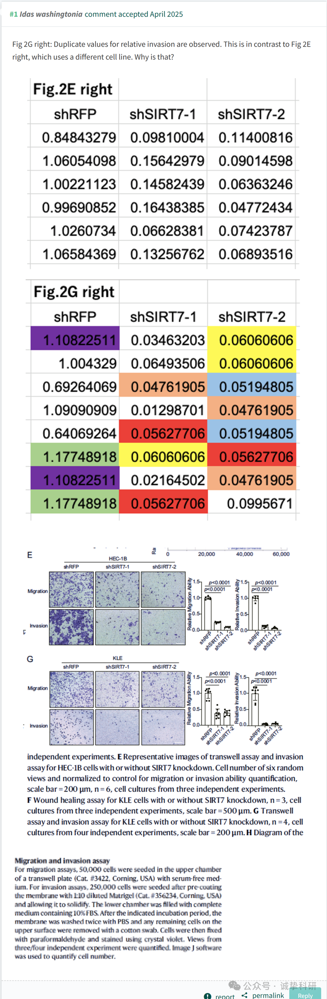 #1 Idas washingtonia comment accepted April 2025
Fig 2G right: Duplicate values for relative invasion are observed. This is in contrast to Fig 2E
right, which uses a different cell line. Why is that?
Fig.2E right
shRFP shSIRT7-1 shSIRT7-2
0.84843279 0.09810004 0.11400816
1.06054098 0.15642979 0.09014598
1.00221123 0.14582439 0.06363246
0.99690852 0.16438385 0.04772434
1.0260734 0.06628381 0.07423787
1.06584369 0.13256762 0.06893516
Fig.2G right
shRFP shSIRT7-1 shSIRT7-2
1.10822511 0.03463203 0.06060606
1.004329 0.06493506 0.06060606
0.69264069 0.04761905 0.05194805
1.09090909 0.01298701 0.04761905
0.64069264 0.05627706 0.05194805
1.17748918 0.06060606 0.05627706
1.10822511 0.02164502 0.04761905
1.17748918 0.05627706 0.0995671
E
Ra
0 20,000 40,000 60,000
HEC-1B
shRFP shSIRT7-1 shSIRT7-2
Migration
Invasion
Relative Migration Ability
1.5
1.0
0.5
0.0
p<0.0001
p<0.0001
shRFP
shSIRT7-1
shSIRT7-2
Relative Invasion Ability
1.5
1.0
0.5
0.0
p<0.0001
p<0.0001
shRFP
shSIRT7-1
shSIRT7-2
G
KLE
shRFP shSIRT7-1 shSIRT7-2
Migration
Invasion
Relative Migration Ability
1.5
1.0
0.5
0.0
p<0.0001
p<0.0001
shRFP
shSIRT7-1
shSIRT7-2
Relative Invasion Ability
1.5
1.0
0.5
0.0
p<0.0001
p<0.0001
shRFP
shSIRT7-1
shSIRT7-2
independent experiments. E Representative images of transwell assay and invasion
assay for HEC-1B cells with or without SIRT7 knockdown. Cell number of six random
views and normalized to control for migration or invasion ability quantification,
scale bar = 200 μm, n = 6, cell cultures from three independent experiments.
F Wound healing assay for KLE cells with or without SIRT7 knockdown, n = 3, cell
cultures from three independent experiments, scale bar = 500 μm. G Transwell
assay and invasion assay for KLE cells with or without SIRT7 knockdown, n = 4, cell
cultures from four independent experiments, scale bar = 200 μm. H Diagram of the
Migration and invasion assay
For migration assays, 50,000 cells were seeded in the upper chamber
of a transwell plate (Cat. #3422, Corning, USA) with serum-free med-
ium. For invasion assays, 250,000 cells were seeded after pre-coating
the membrane with 1:10 diluted Matrigel (Cat. #356234, Corning, USA)
and allowing it to solidify. The lower chamber was filled with complete
medium containing 10% FBS. After the indicated incubation period, the
membrane was washed twice with PBS and any remaining cells on the
upper surface were removed with a cotton swab. Cells were then fixed
with paraformaldehyde and stained using crystal violet. Views from
three/four independent experiment were quantified. Image J software
was used to quantify cell number.
公众号 · 诚挚科研
report permalink Reply